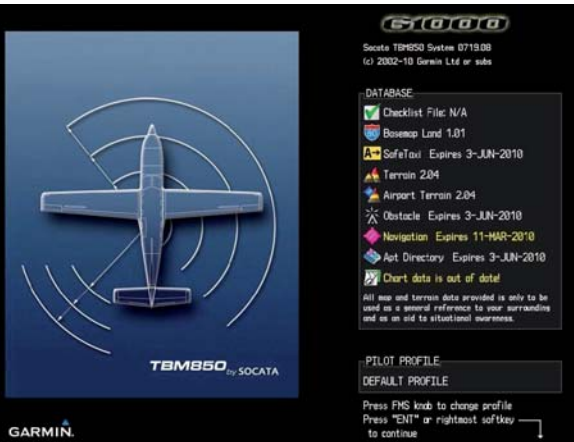 G1000
Socata TBM850 System 0719.08
(c) 2002-10 Garmin Ltd or subs
DATABASE
Checklist File: N/A
Basemap Land 1.01
SafeTaxi Expires 3-JUN-2010
Terrain 2.04
Airport Terrain 2.04
Obstacle Expires 3-JUN-2010
Navigation Expires 11-MAR-2010
Apt Directory Expires 3-JUN-2010
Chart data is out of date!
All map and terrain data provided is only to be
used as a general reference to your surrounding
and as an aid to situational awareness.
TBM850 by SOCATA
PILOT PROFILE
DEFAULT PROFILE
Press FMS knob to change profile
Press "ENT" or rightmost softkey
to continue
GARMIN.